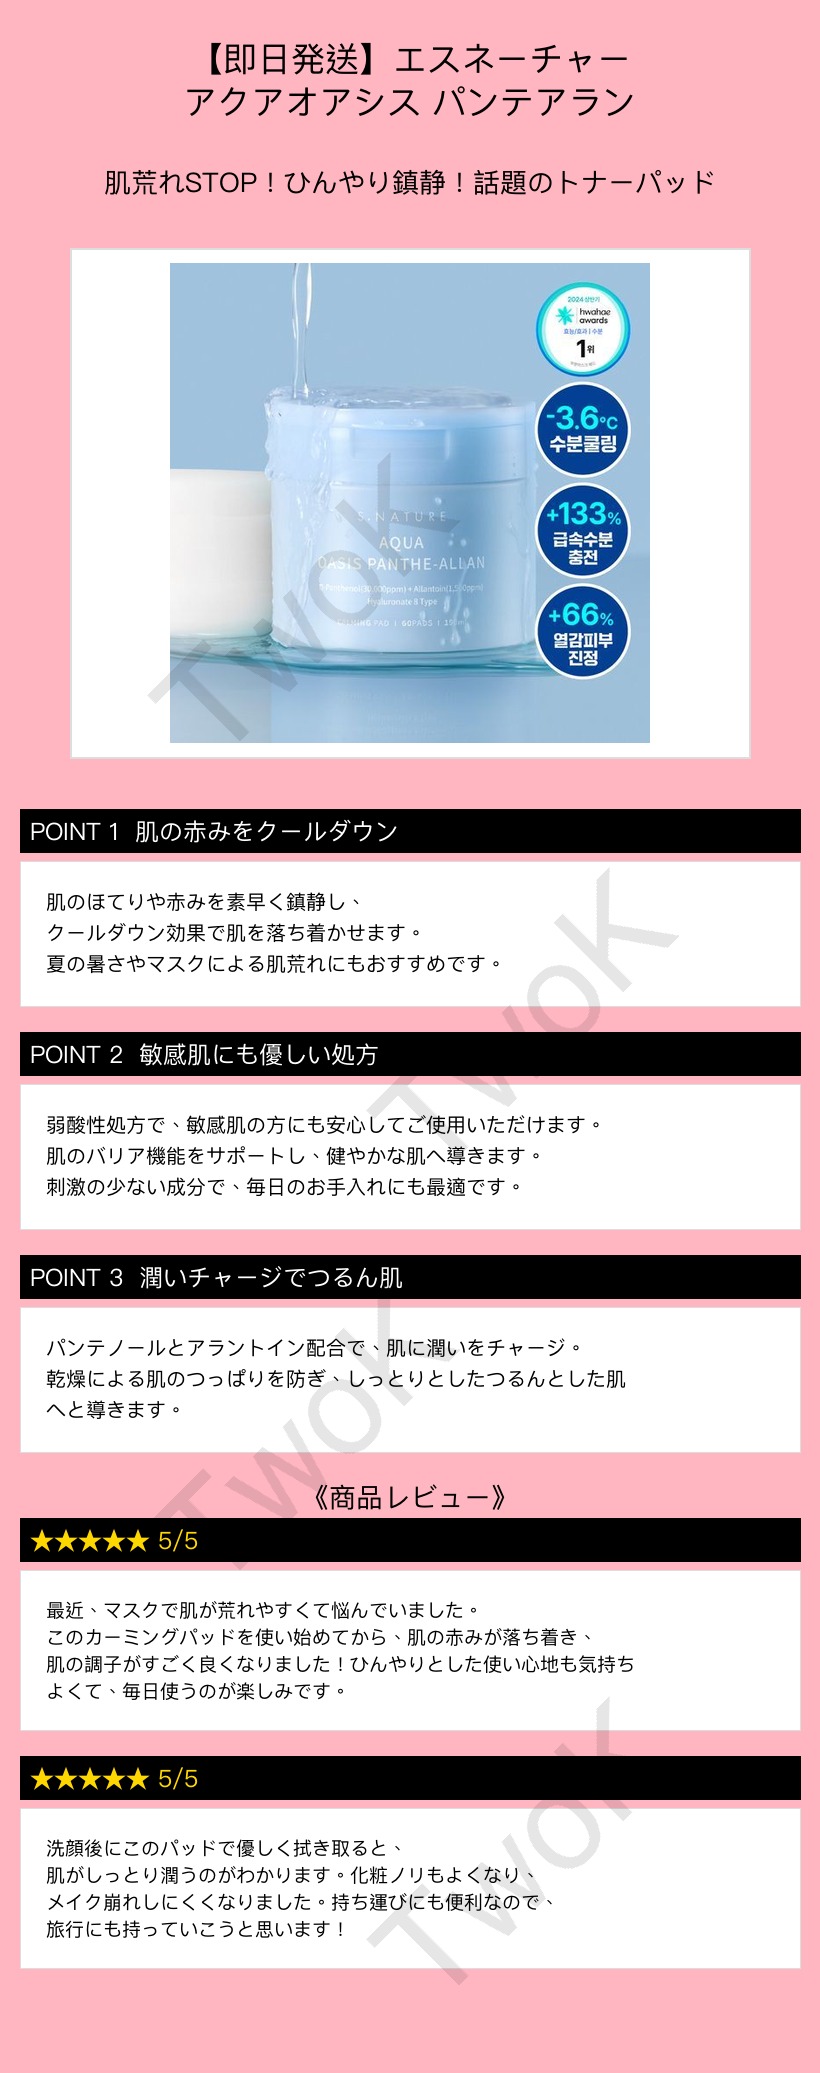 【即日発送】エスネーチャー
アクアオアシス パンテアラン
肌荒れSTOP！ひんやり鎮静！話題のトナーパッド
2024 상반기
hwahae
awards
효능/효과 | 수분
1위
-3.6℃
수분쿨링
+133%
급속수분
충전
+66%
열감피부
진정
S.NATURE
AQUA
OASIS PANTHE-ALLAN
D-Panthenol(30,000ppm) + Allantoin(1,500ppm)
Hyaluronate 8 Type
CALMING PAD | 60PADS |
POINT 1 肌の赤みをクールダウン
肌のほてりや赤みを素早く鎮静し、
クールダウン効果で肌を落ち着かせます。
夏の暑さやマスクによる肌荒れにもおすすめです。
POINT 2 敏感肌にも優しい処方
弱酸性処方で、敏感肌の方にも安心してご使用いただけます。
肌のバリア機能をサポートし、健やかな肌へ導きます。
刺激の少ない成分で、毎日のお手入れにも最適です。
POINT 3 潤いチャージでつるん肌
パンテノールとアラントイン配合で、肌に潤いをチャージ。
乾燥による肌のつっぱりを防ぎ、しっとりとしたつるんとした肌
へと導きます。
《商品レビュー》
★★★★★ 5/5
最近、マスクで肌が荒れやすくて悩んでいました。
このカーミングパッドを使い始めてから、肌の赤みが落ち着き、
肌の調子がすごく良くなりました！ひんやりとした使い心地も気持ち
よくて、毎日使うのが楽しみです。
★★★★★ 5/5
洗顔後にこのパッドで優しく拭き取ると、
肌がしっとり潤うのがわかります。化粧ノリもよくなり、
メイク崩れしにくくなりました。持ち運びにも便利なので、
旅行にも持っていこうと思います！
TwoK
TwoK
TwoK
TwoK